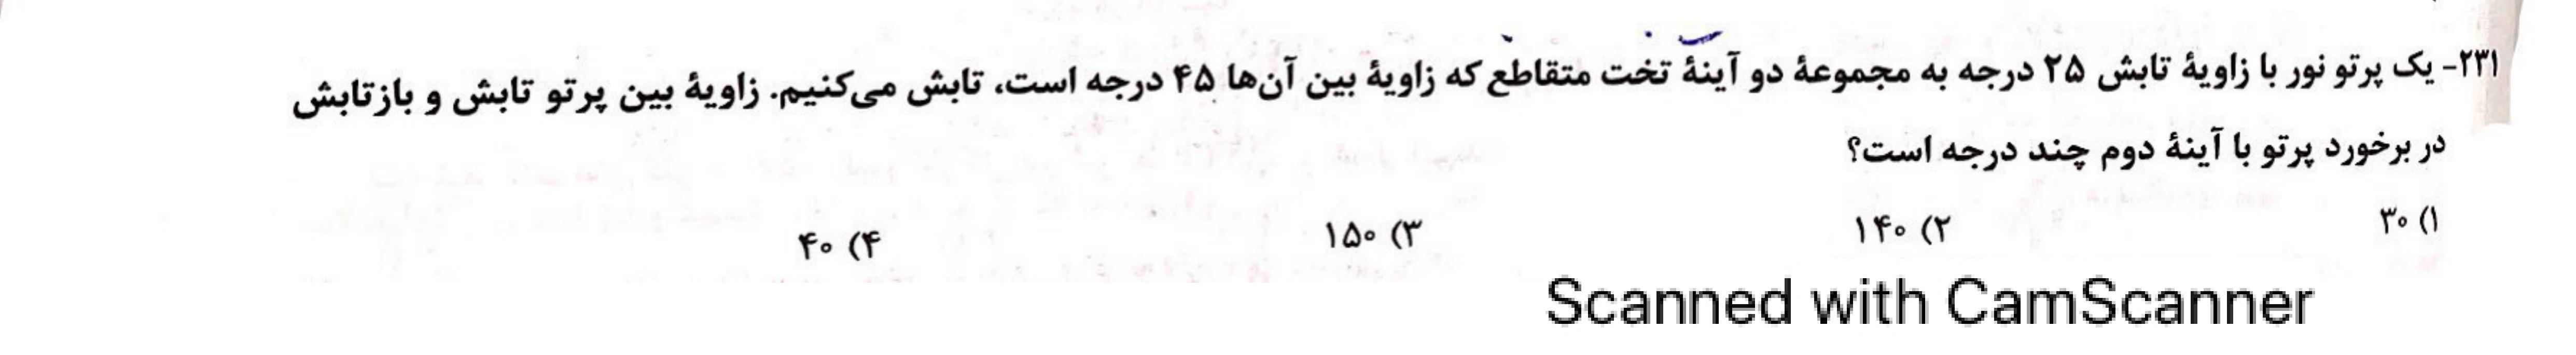 ۲۳۱- یک پرتو نور با زاویهٔ تابش ۲۵ درجه به مجموعهٔ دو آینهٔ تخت متقاطع که زاویهٔ بین آن‌ها ۴۵ درجه است، تابش می‌کنیم. زاویهٔ بین پرتو تابش و بازتابش
در برخورد پرتو با آینهٔ دوم چند درجه است؟
۱) ۳۰ ۲) ۱۴۰ ۳) ۱۵۰ ۴) ۴۰
Scanned with CamScanner